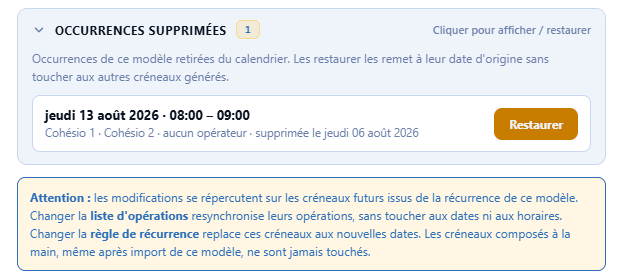 OCCURRENCES SUPPRIMÉES 1 Cliquer pour afficher / restaurer
Occurrences de ce modèle retirées du calendrier. Les restaurer les remet à leur date d'origine sans
toucher aux autres créneaux générés.
jeudi 13 août 2026 · 08:00 – 09:00
Cohésio 1 · Cohésio 2 · aucun opérateur · supprimée le jeudi 06 août 2026
Restaurer
Attention : les modifications se répercutent sur les créneaux futurs issus de la récurrence de ce modèle.
Changer la liste d'opérations resynchronise leurs opérations, sans toucher aux dates ni aux horaires.
Changer la règle de récurrence replace ces créneaux aux nouvelles dates. Les créneaux composés à la
main, même après import de ce modèle, ne sont jamais touchés.